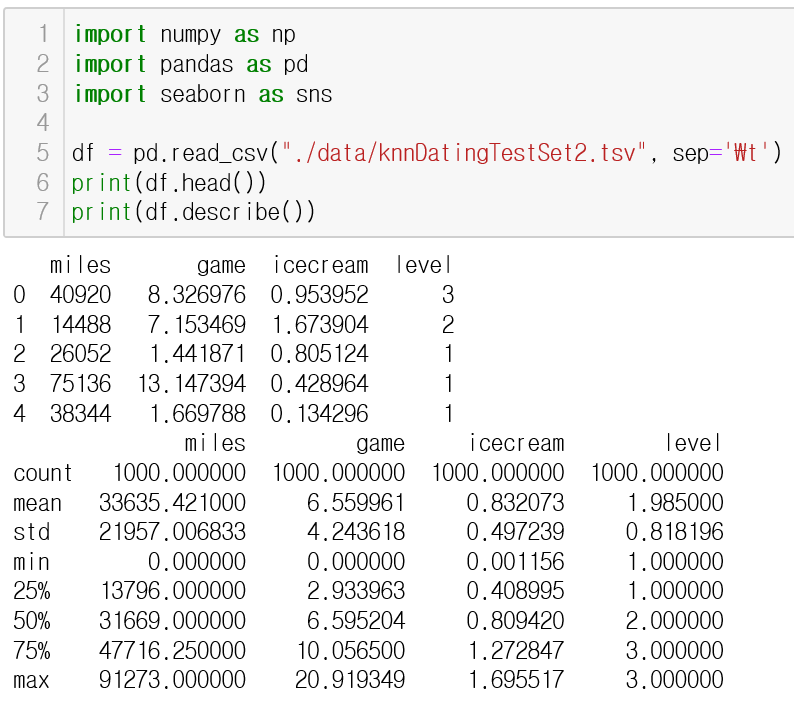 1 import numpy as np
2 import pandas as pd
3 import seaborn as sns
4
5 df = pd.read_csv("./data/knnDatingTestSet2.tsv", sep='₩t')
6 print(df.head())
7 print(df.describe())
miles game icecream level
0 40920 8.326976 0.953952 3
1 14488 7.153469 1.673904 2
2 26052 1.441871 0.805124 1
3 75136 13.147394 0.428964 1
4 38344 1.669788 0.134296 1
miles game icecream level
count 1000.000000 1000.000000 1000.000000 1000.000000
mean 33635.421000 6.559961 0.832073 1.985000
std 21957.006833 4.243618 0.497239 0.818196
min 0.000000 0.000000 0.001156 1.000000
25% 13796.000000 2.933963 0.408995 1.000000
50% 31669.000000 6.595204 0.809420 2.000000
75% 47716.250000 10.056500 1.272847 3.000000
max 91273.000000 20.919349 1.695517 3.000000